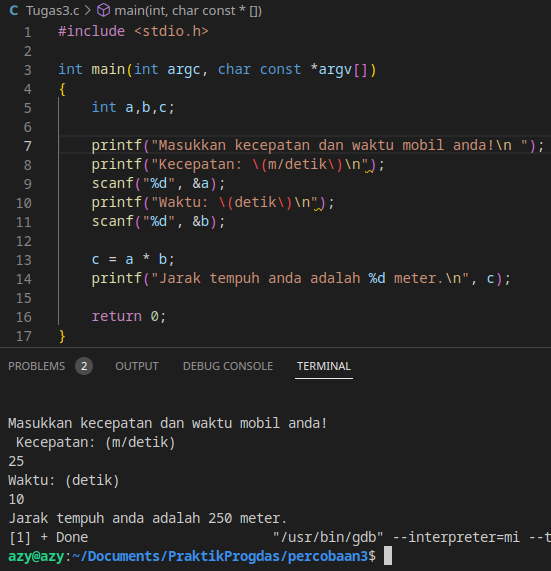 C Tugas3.c > main(int, char const * [])
1 #include <stdio.h>
2
3 int main(int argc, char const *argv[])
4 {
5 int a,b,c;
6
7 printf("Masukkan kecepatan dan waktu mobil anda!\n ");
8 printf("Kecepatan: \(m/detik\)\n");
9 scanf("%d", &a);
10 printf("Waktu: \(detik\)\n");
11 scanf("%d", &b);
12
13 c = a * b;
14 printf("Jarak tempuh anda adalah %d meter.\n", c);
15
16 return 0;
17 }
PROBLEMS 2 OUTPUT DEBUG CONSOLE TERMINAL
Masukkan kecepatan dan waktu mobil anda!
Kecepatan: (m/detik)
25
Waktu: (detik)
10
Jarak tempuh anda adalah 250 meter.
[1] + Done "/usr/bin/gdb" --interpreter=mi --t
azy@azy:~/Documents/PraktikProgdas/percobaan3$